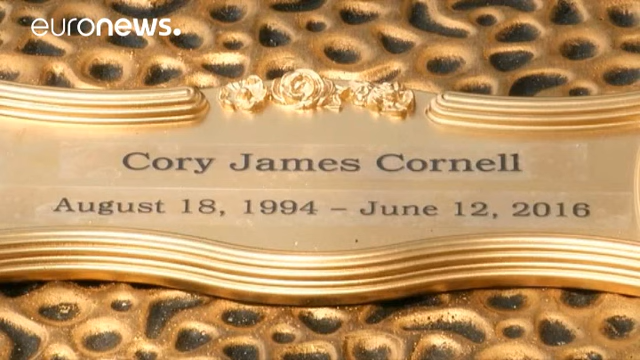 euronews.
Cory James Cornell
August 18, 1994 – June 12, 2016